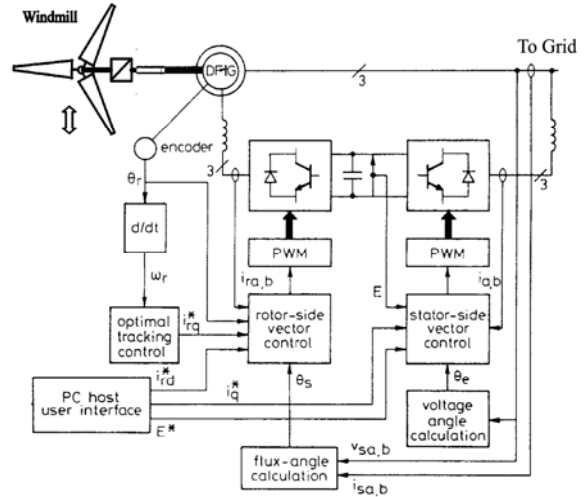 Windmill
To Grid
DFIG
3
encoder
3
3
θr
d/dt
ωr
PWM
PWM
ira,b
E
ia,b
optimal
tracking
control
i*rq
rotor-side
vector
control
stator-side
vector
control
i*rd
i*q
θs
θe
PC host
user interface
E*
voltage
angle
calculation
flux-angle
calculation
vsa,b
isa,b